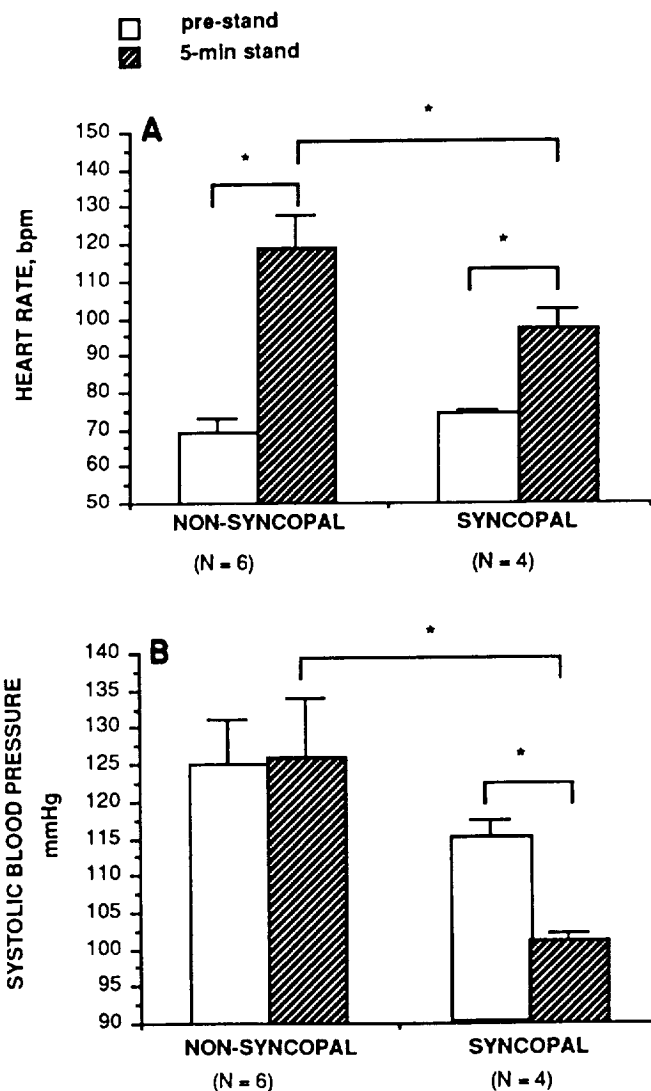 pre-stand
5-min stand
A
*
*
*
HEART RATE, bpm
150
140
130
120
110
100
90
80
70
60
50
NON-SYNCOPAL
SYNCOPAL
(N = 6)
(N = 4)
B
*
*
SYSTOLIC BLOOD PRESSURE
mmHg
140
135
130
125
120
115
110
105
100
95
90
NON-SYNCOPAL
SYNCOPAL
(N = 6)
(N = 4)